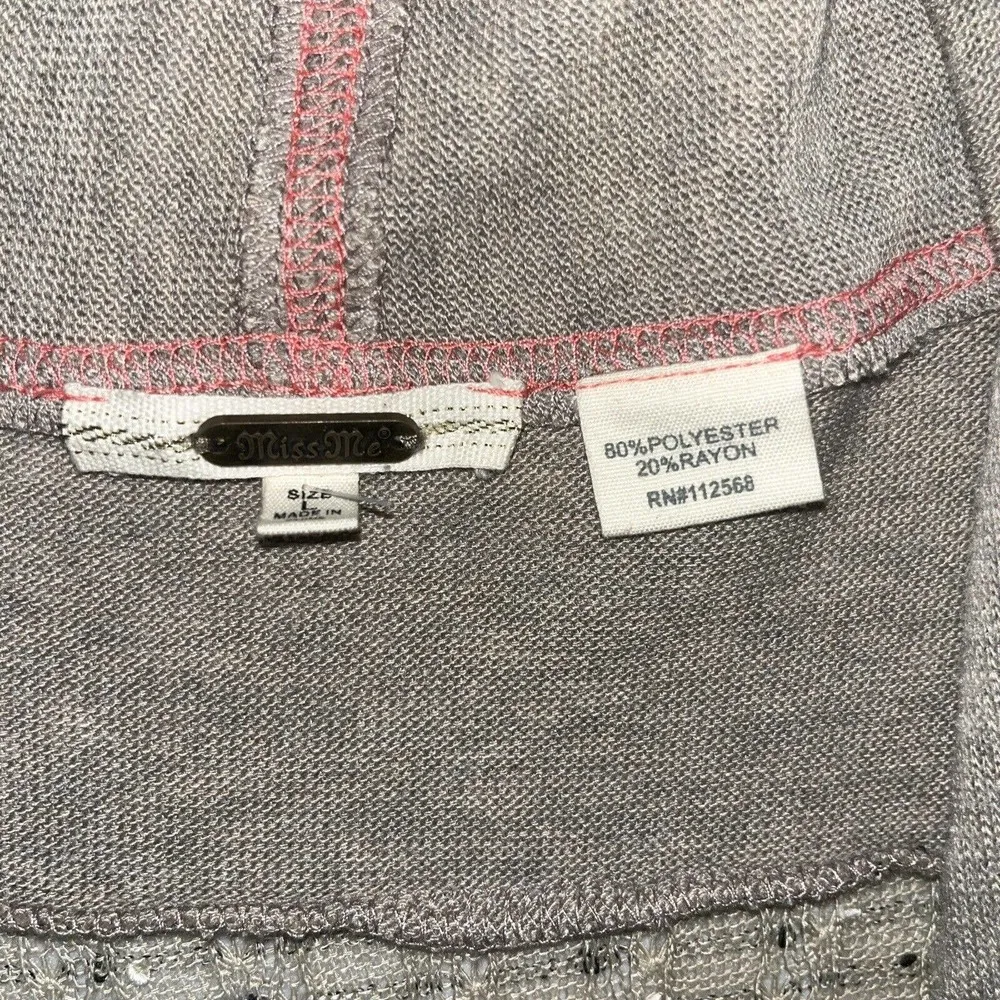 Miss Me
SIZE
L
MADE IN
80%POLYESTER
20%RAYON
RN#112568